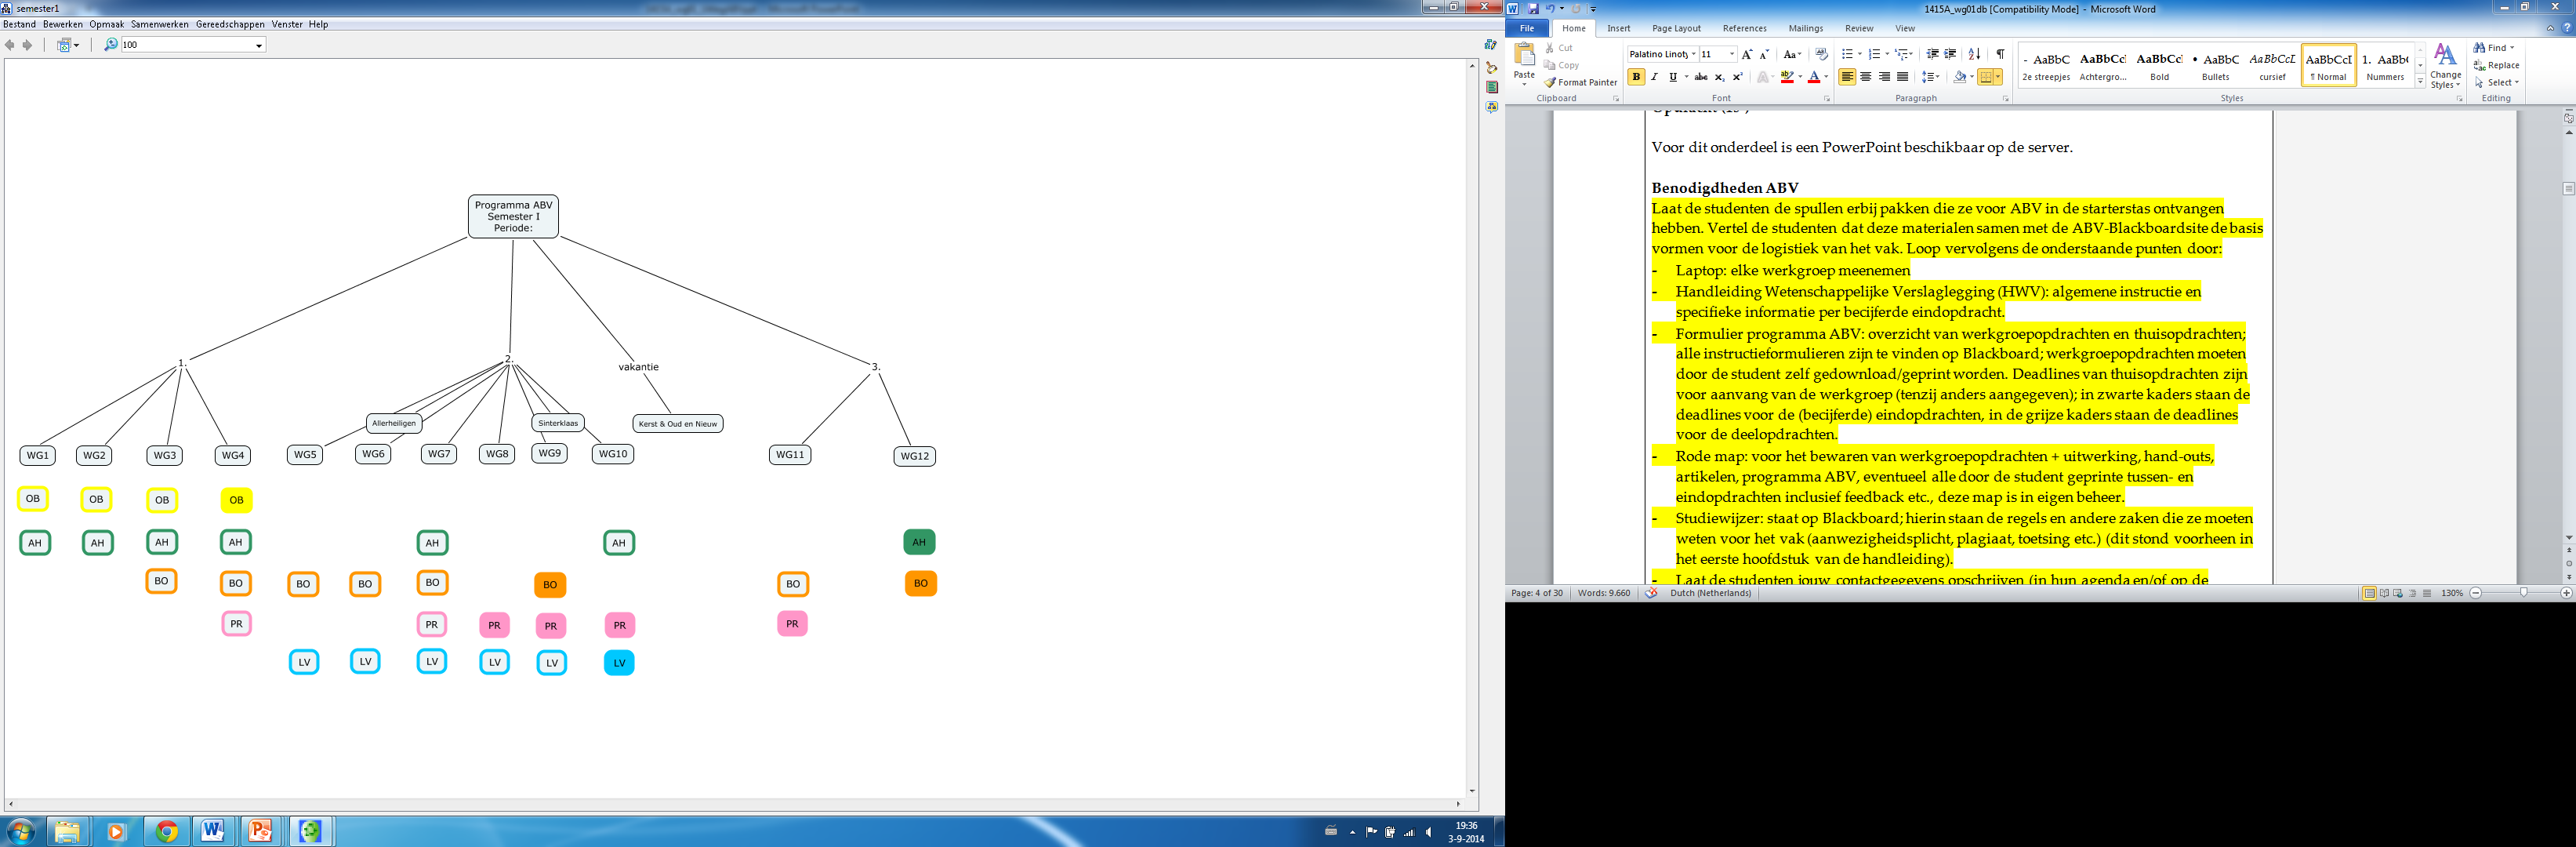 semester1
Bestand Bewerken Opmaak Samenwerken Gereedschappen Venster Help
100
Programma ABV
Semester I
Periode:
1.
2.
vakantie
3.
Allerheiligen
Sinterklaas
Kerst & Oud en Nieuw
WG1 WG2 WG3 WG4 WG5 WG6 WG7 WG8 WG9 WG10 WG11 WG12
OB OB OB OB
AH AH AH AH AH AH AH
BO BO BO BO BO BO BO BO
PR PR PR PR PR PR
LV LV LV LV LV LV
19:36
3-9-2014
1415A_wg01db [Compatibility Mode] - Microsoft Word
File Home Insert Page Layout References Mailings Review View
Paste
Cut
Copy
Format Painter
Clipboard
Palatino Linoty 11
Font
Paragraph
- AaBbC AaBbCc AaBbCc • AaBbC AaBbCcL AaBbCcI 1. AaBb
2e streepjes Achtergro... Bold Bullets cursief ¶ Normal Nummers
Change
Styles
Styles
Find
Replace
Select
Editing
Voor dit onderdeel is een PowerPoint beschikbaar op de server.
Benodigdheden ABV
Laat de studenten de spullen erbij pakken die ze voor ABV in de starterstas ontvangen
hebben. Vertel de studenten dat deze materialen samen met de ABV-Blackboardsite de basis
vormen voor de logistiek van het vak. Loop vervolgens de onderstaande punten door:
- Laptop: elke werkgroep meenemen
- Handleiding Wetenschappelijke Verslaglegging (HWV): algemene instructie en
specifieke informatie per becijferde eindopdracht.
- Formulier programma ABV: overzicht van werkgroepopdrachten en thuisopdrachten;
alle instructieformulieren zijn te vinden op Blackboard; werkgroepopdrachten moeten
door de student zelf gedownload/geprint worden. Deadlines van thuisopdrachten zijn
voor aanvang van de werkgroep (tenzij anders aangegeven); in zwarte kaders staan de
deadlines voor de (becijferde) eindopdrachten, in de grijze kaders staan de deadlines
voor de deelopdrachten.
- Rode map: voor het bewaren van werkgroepopdrachten + uitwerking, hand-outs,
artikelen, programma ABV, eventueel alle door de student geprinte tussen- en
eindopdrachten inclusief feedback etc., deze map is in eigen beheer.
- Studiewijzer: staat op Blackboard; hierin staan de regels en andere zaken die ze moeten
weten voor het vak (aanwezigheidsplicht, plagiaat, toetsing etc.) (dit stond voorheen in
het eerste hoofdstuk van de handleiding).
- Laat de studenten jouw contactgegevens opschrijven (in hun agenda en/of op de
Page: 4 of 30 Words: 9.660 Dutch (Netherlands) 130%